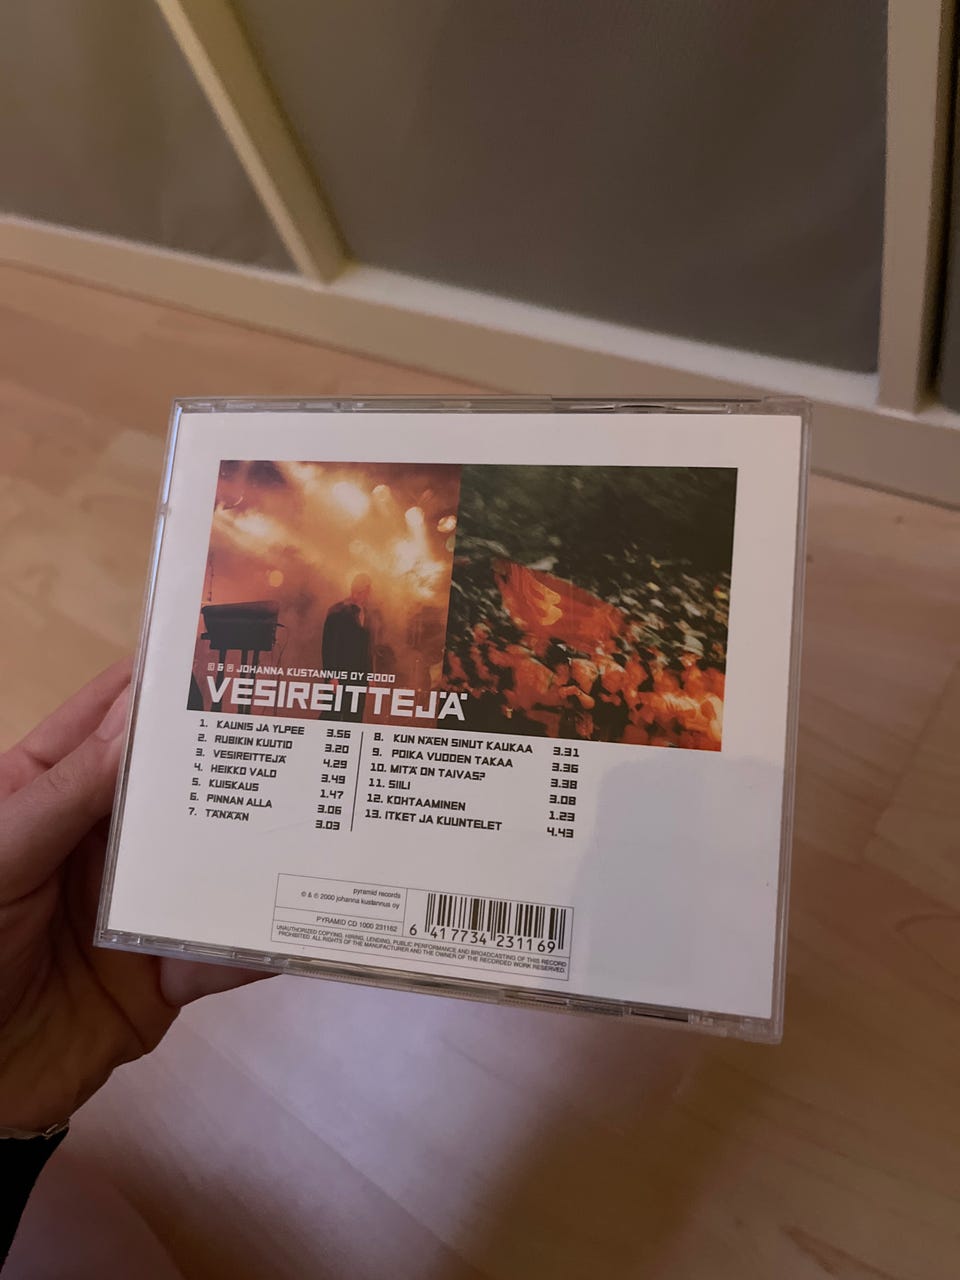 © & ℗ JOHANNA KUSTANNUS OY 2000
VESIREITTEJÄ
1. KAUNIS JA YLPEE 3.56
2. RUBIKIN KUUTIO 3.20
3. VESIREITTEJÄ 4.29
4. HEIKKO VALO 3.49
5. KUISKAUS 1.47
6. PINNAN ALLA 3.06
7. TÄNÄÄN 3.03
8. KUN NÄEN SINUT KAUKAA 3.31
9. POIKA VUODEN TAKAA 3.36
10. MITÄ ON TAIVAS? 3.38
11. SIILI 3.08
12. KOHTAAMINEN 1.23
13. ITKET JA KUUNTELET 4.43
pyramid records
© & ℗ 2000 johanna kustannus oy
PYRAMID CD 1000 231162
6 417734 231169
UNAUTHORIZED COPYING, HIRING, LENDING, PUBLIC PERFORMANCE AND BROADCASTING OF THIS RECORD
PROHIBITED. ALL RIGHTS OF THE MANUFACTURER AND THE OWNER OF THE RECORDED WORK RESERVED.